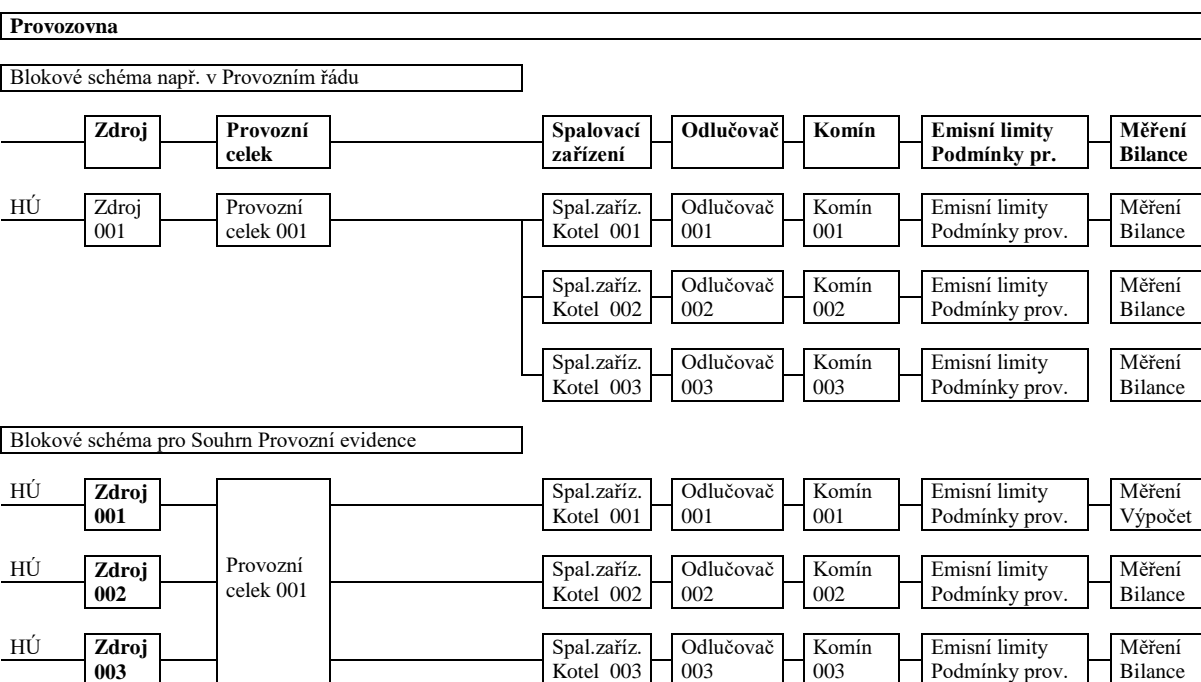 Provozovna
Blokové schéma např. v Provozním řádu
Zdroj
Provozní
celek
Spalovací
zařízení
Odlučovač
Komín
Emisní limity
Podmínky pr.
Měření
Bilance
HÚ
Zdroj
001
Provozní
celek 001
Spal.zaříz.
Kotel 001
Odlučovač
001
Komín
001
Emisní limity
Podmínky prov.
Měření
Bilance
Spal.zaříz.
Kotel 002
Odlučovač
002
Komín
002
Emisní limity
Podmínky prov.
Měření
Bilance
Spal.zaříz.
Kotel 003
Odlučovač
003
Komín
003
Emisní limity
Podmínky prov.
Měření
Bilance
Blokové schéma pro Souhrn Provozní evidence
HÚ
Zdroj
001
Spal.zaříz.
Kotel 001
Odlučovač
001
Komín
001
Emisní limity
Podmínky prov.
Měření
Výpočet
HÚ
Zdroj
002
Provozní
celek 001
Spal.zaříz.
Kotel 002
Odlučovač
002
Komín
002
Emisní limity
Podmínky prov.
Měření
Bilance
HÚ
Zdroj
003
Spal.zaříz.
Kotel 003
Odlučovač
003
Komín
003
Emisní limity
Podmínky prov.
Měření
Bilance